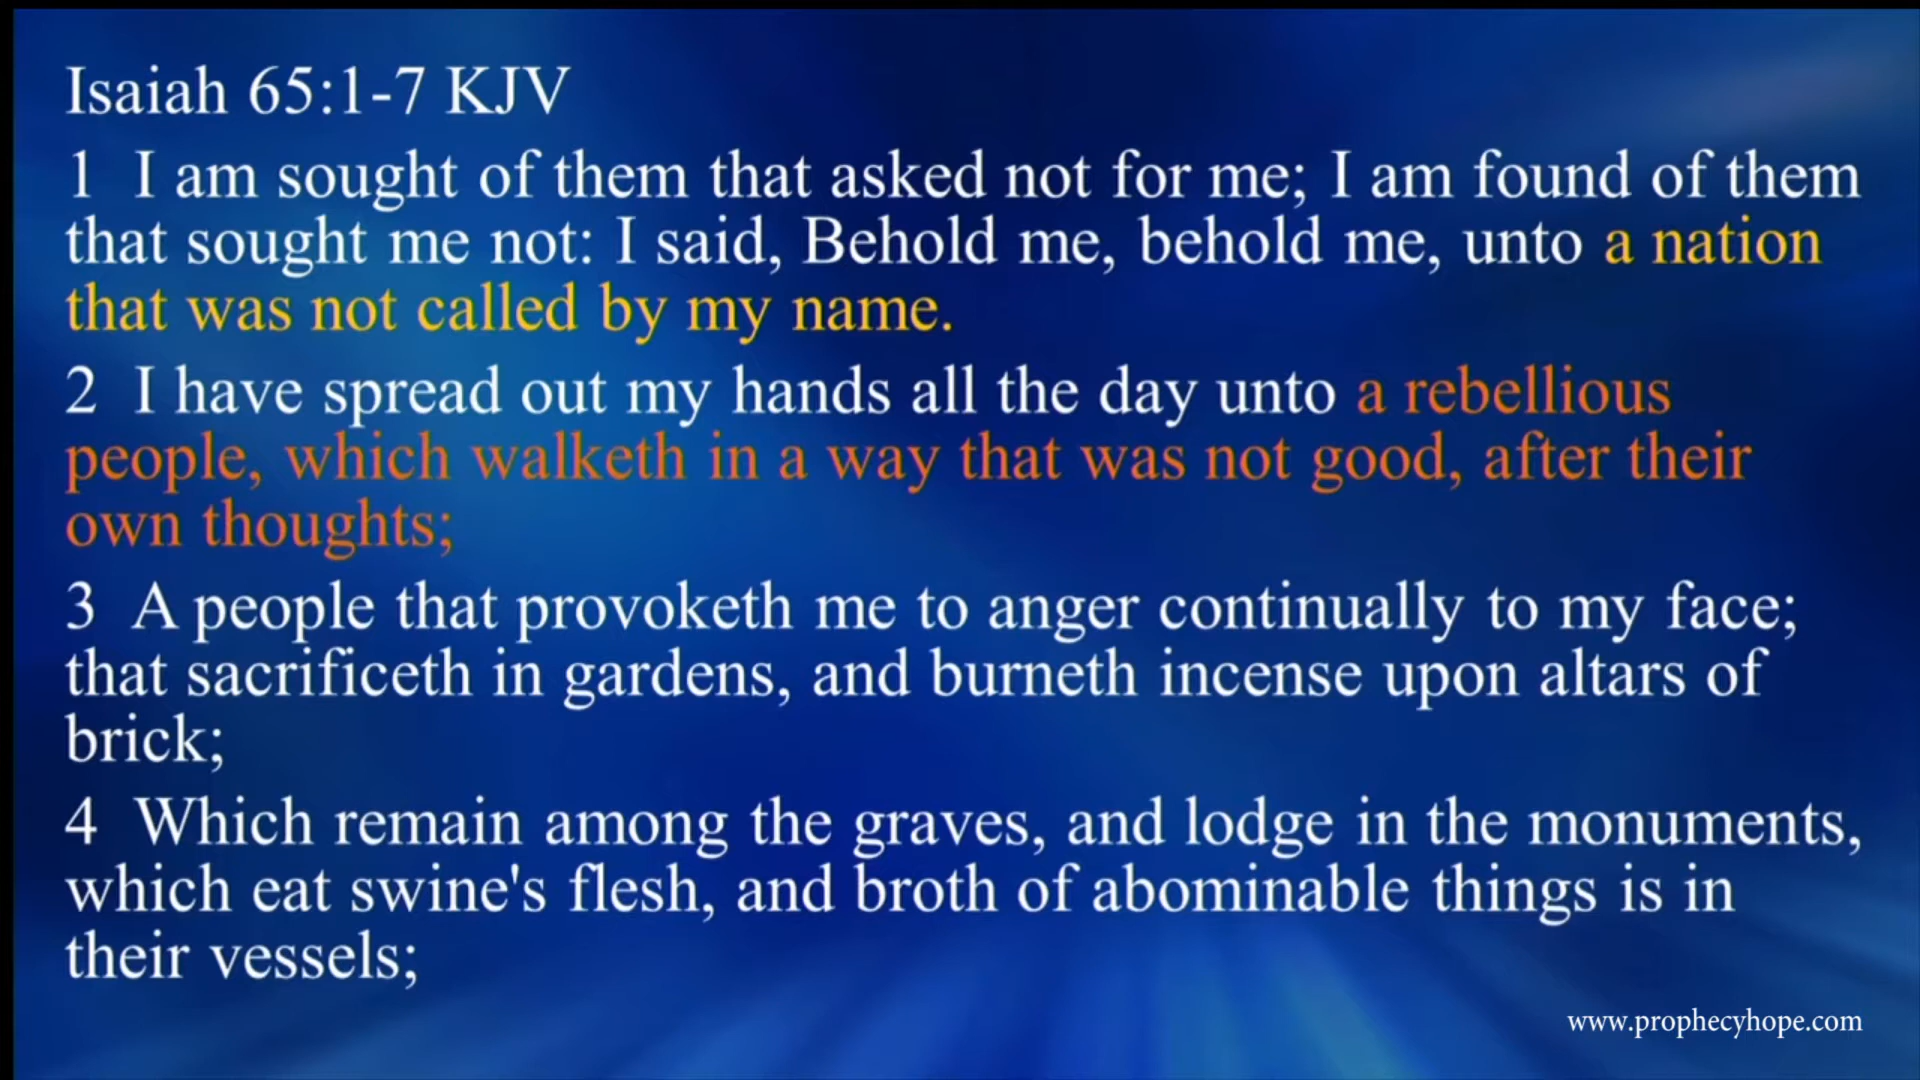 Isaiah 65:1-7 KJV
1 I am sought of them that asked not for me; I am found of them
that sought me not: I said, Behold me, behold me, unto a nation
that was not called by my name.
2 I have spread out my hands all the day unto a rebellious
people, which walketh in a way that was not good, after their
own thoughts;
3 A people that provoketh me to anger continually to my face;
that sacrificeth in gardens, and burneth incense upon altars of
brick;
4 Which remain among the graves, and lodge in the monuments,
which eat swine's flesh, and broth of abominable things is in
their vessels;
www.prophecyhope.com